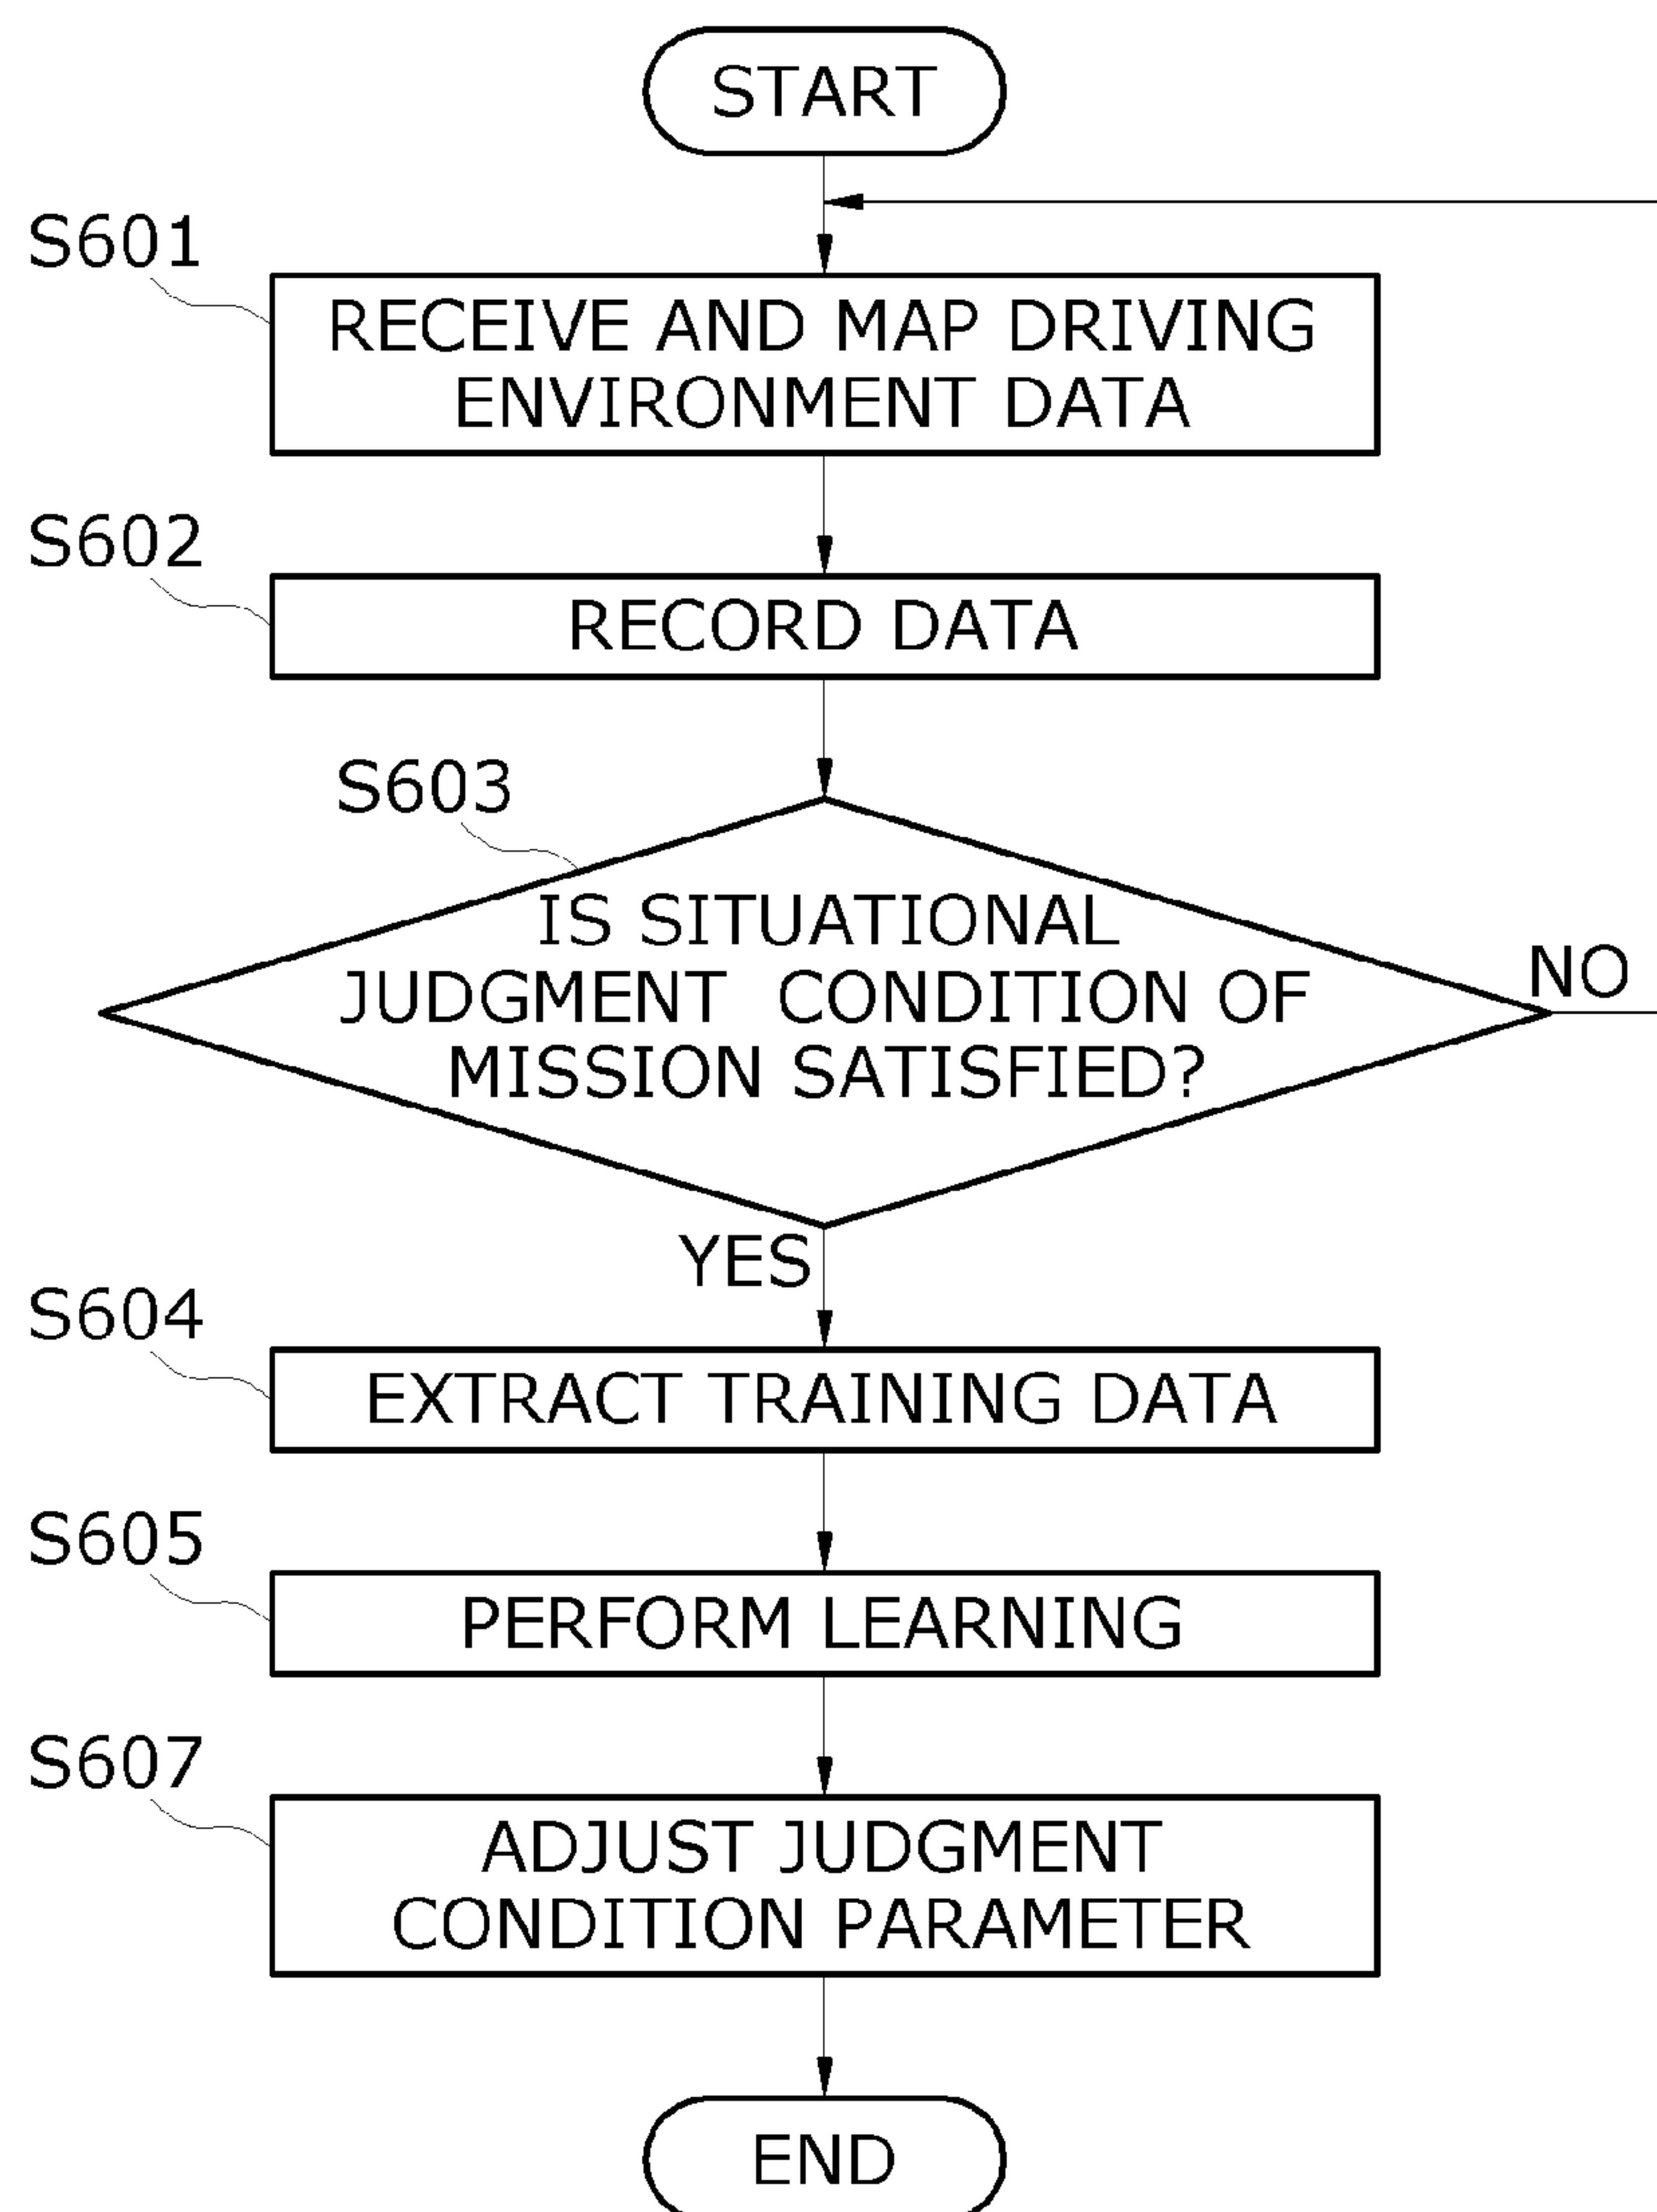 START
S601
RECEIVE AND MAP DRIVING
ENVIRONMENT DATA
S602
RECORD DATA
S603
IS SITUATIONAL
JUDGMENT CONDITION OF
MISSION SATISFIED?
NO
YES
S604
EXTRACT TRAINING DATA
S605
PERFORM LEARNING
S607
ADJUST JUDGMENT
CONDITION PARAMETER
END